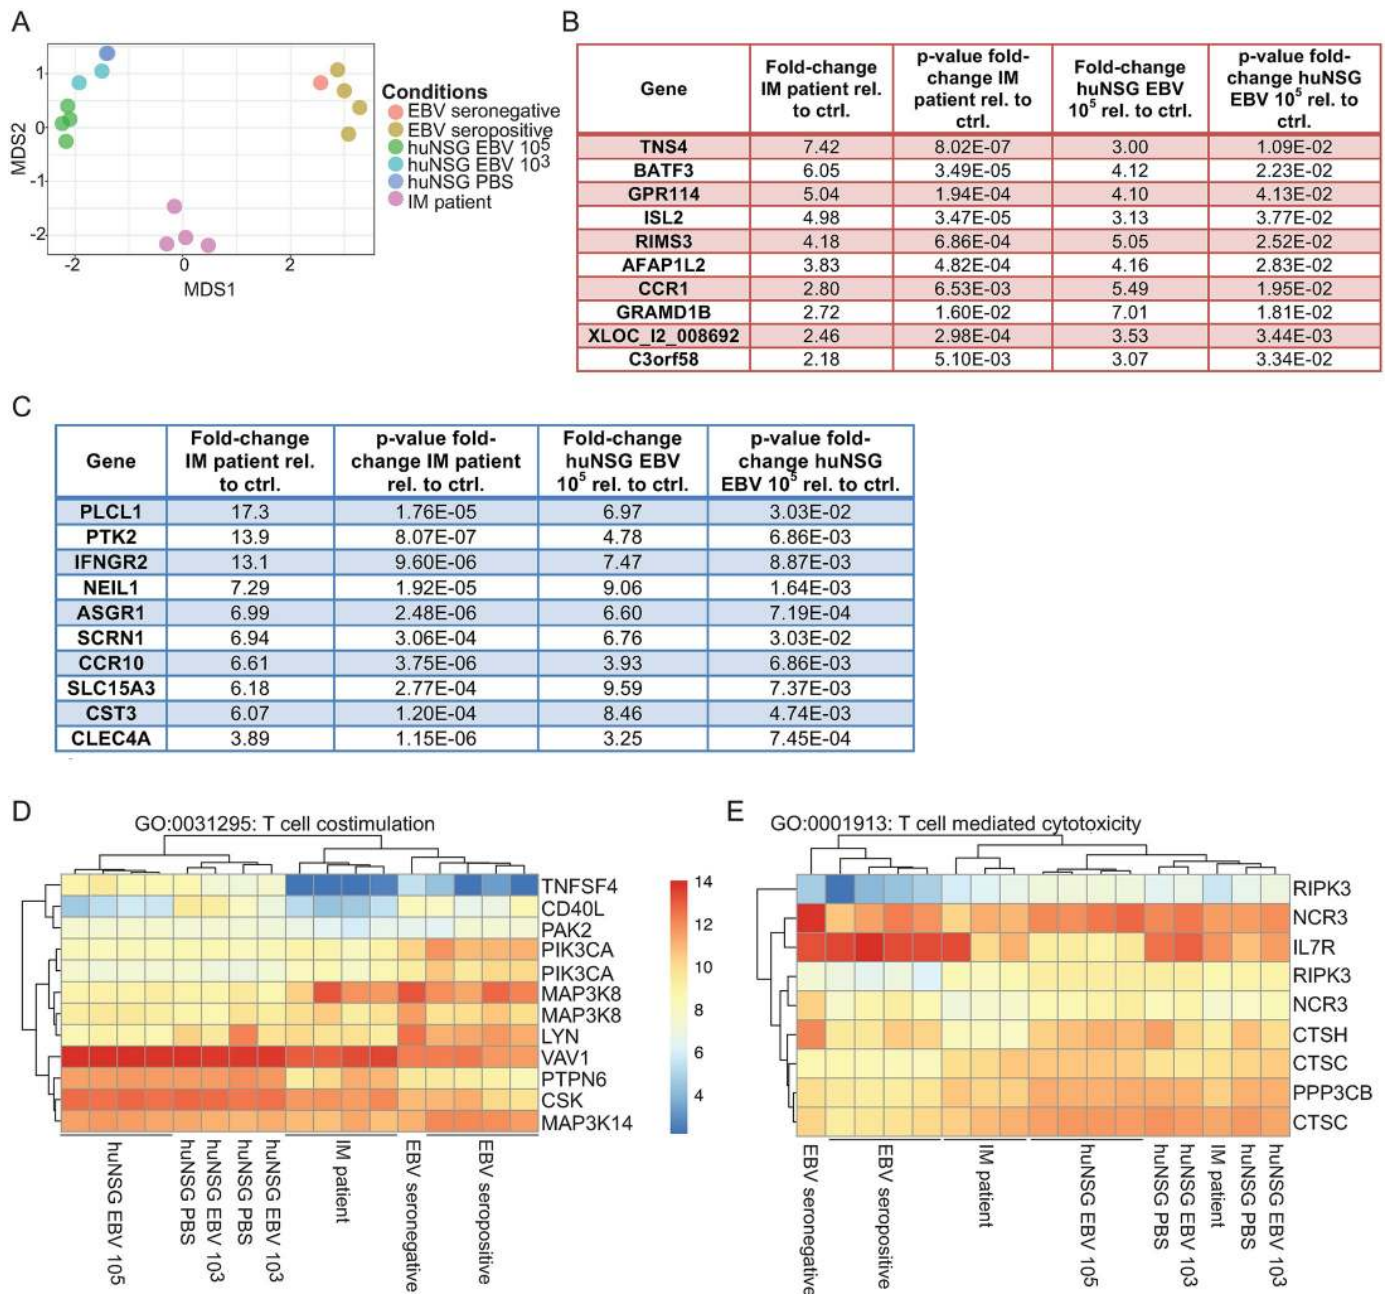 A
1
0
-1
-2
MDS2
-2
0
2
MDS1
Conditions
EBV seronegative
EBV seropositive
huNSG EBV 10⁵
huNSG EBV 10³
huNSG PBS
IM patient
B
Gene | Fold-change IM patient rel. to ctrl. | p-value fold-change IM patient rel. to ctrl. | Fold-change huNSG EBV 10⁵ rel. to ctrl. | p-value fold-change huNSG EBV 10⁵ rel. to ctrl.
TNS4 7.42 8.02E-07 3.00 1.09E-02
BATF3 6.05 3.49E-05 4.12 2.23E-02
GPR114 5.04 1.94E-04 4.10 4.13E-02
ISL2 4.98 3.47E-05 3.13 3.77E-02
RIMS3 4.18 6.86E-04 5.05 2.52E-02
AFAP1L2 3.83 4.82E-04 4.16 2.83E-02
CCR1 2.80 6.53E-03 5.49 1.95E-02
GRAMD1B 2.72 1.60E-02 7.01 1.81E-02
XLOC_I2_008692 2.46 2.98E-04 3.53 3.44E-03
C3orf58 2.18 5.10E-03 3.07 3.34E-02
C
Gene | Fold-change IM patient rel. to ctrl. | p-value fold-change IM patient rel. to ctrl. | Fold-change huNSG EBV 10⁵ rel. to ctrl. | p-value fold-change huNSG EBV 10⁵ rel. to ctrl.
PLCL1 17.3 1.76E-05 6.97 3.03E-02
PTK2 13.9 8.07E-07 4.78 6.86E-03
IFNGR2 13.1 9.60E-06 7.47 8.87E-03
NEIL1 7.29 1.92E-05 9.06 1.64E-03
ASGR1 6.99 2.48E-06 6.60 7.19E-04
SCRN1 6.94 3.06E-04 6.76 3.03E-02
CCR10 6.61 3.75E-06 3.93 6.86E-03
SLC15A3 6.18 2.77E-04 9.59 7.37E-03
CST3 6.07 1.20E-04 8.46 4.74E-03
CLEC4A 3.89 1.15E-06 3.25 7.45E-04
D
GO:0031295: T cell costimulation
TNFSF4
CD40L
PAK2
PIK3CA
PIK3CA
MAP3K8
MAP3K8
LYN
VAV1
PTPN6
CSK
MAP3K14
huNSG EBV 10⁵
huNSG PBS
huNSG EBV 10³
huNSG PBS
huNSG EBV 10³
IM patient
EBV seronegative
EBV seropositive
14
12
10
8
6
4
E
GO:0001913: T cell mediated cytotoxicity
RIPK3
NCR3
IL7R
RIPK3
NCR3
CTSH
CTSC
PPP3CB
CTSC
EBV seronegative
EBV seropositive
IM patient
huNSG EBV 10⁵
huNSG PBS
huNSG EBV 10³
IM patient
huNSG PBS
huNSG EBV 10³